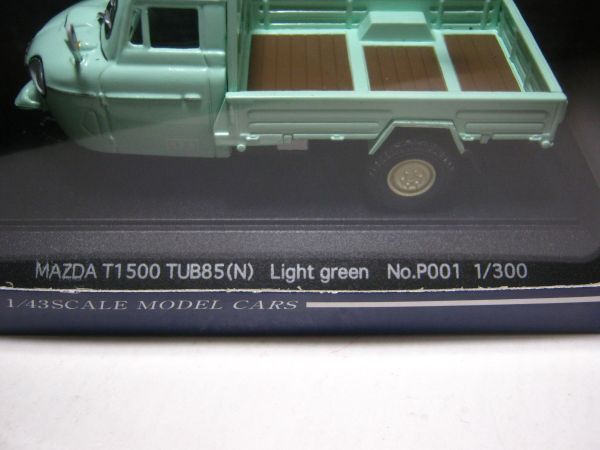 MAZDA T1500 TUB85(N) Light green No.P001 1/300
1/43SCALE MODEL CARS